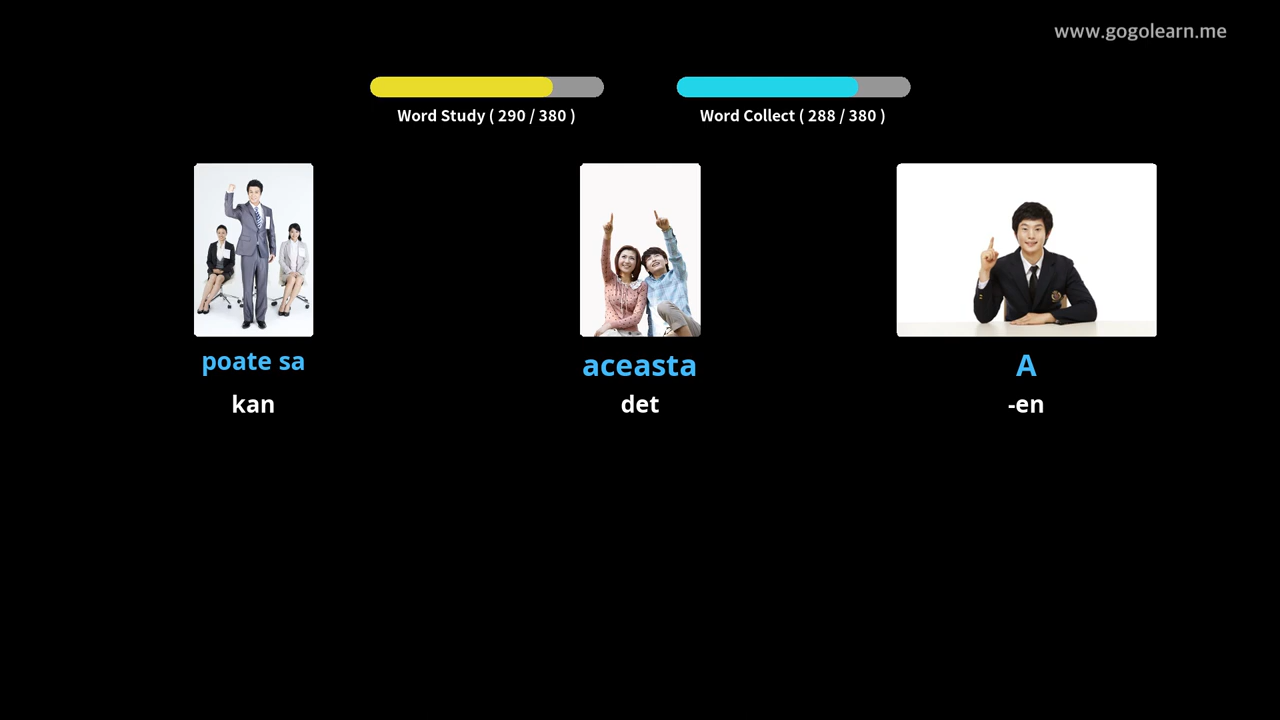 www.gogolearn.me
Word Study ( 290 / 380 )
Word Collect ( 288 / 380 )
poate sa
aceasta
A
kan
det
-en